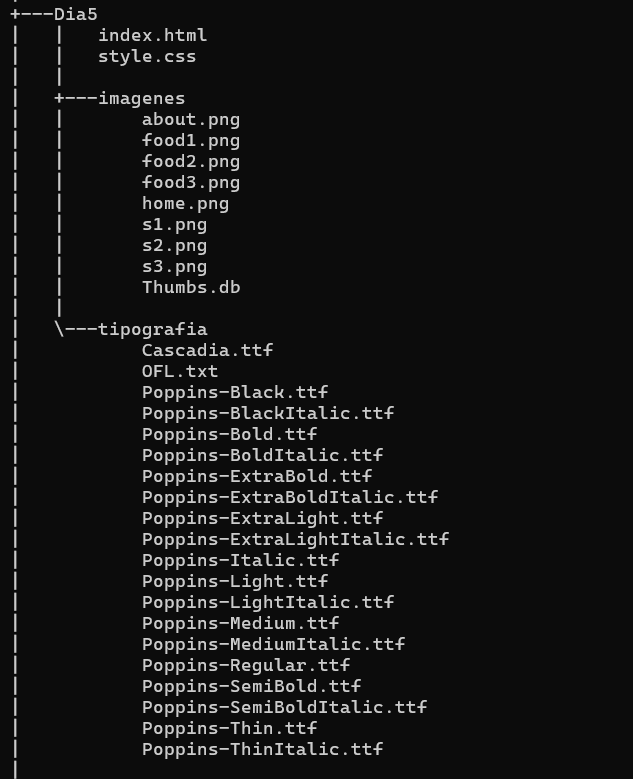 +---Dia5
|   |   index.html
|   |   style.css
|   |
|   +---imagenes
|   |       about.png
|   |       food1.png
|   |       food2.png
|   |       food3.png
|   |       home.png
|   |       s1.png
|   |       s2.png
|   |       s3.png
|   |       Thumbs.db
|   |
|   \---tipografia
|           Cascadia.ttf
|           OFL.txt
|           Poppins-Black.ttf
|           Poppins-BlackItalic.ttf
|           Poppins-Bold.ttf
|           Poppins-BoldItalic.ttf
|           Poppins-ExtraBold.ttf
|           Poppins-ExtraBoldItalic.ttf
|           Poppins-ExtraLight.ttf
|           Poppins-ExtraLightItalic.ttf
|           Poppins-Italic.ttf
|           Poppins-Light.ttf
|           Poppins-LightItalic.ttf
|           Poppins-Medium.ttf
|           Poppins-MediumItalic.ttf
|           Poppins-Regular.ttf
|           Poppins-SemiBold.ttf
|           Poppins-SemiBoldItalic.ttf
|           Poppins-Thin.ttf
|           Poppins-ThinItalic.ttf
|